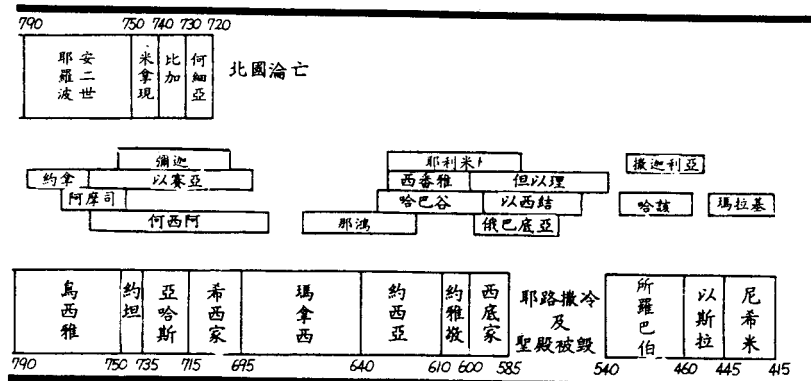 790 750 740 730 720
耶羅波安二世 米拿現 比加 何細亞 北國淪亡
彌迦 耶利米 撒迦利亞
約拿 以賽亞 西番雅 但以理
阿摩司 哈巴谷 以西結 哈該 瑪拉基
何西阿 那鴻 俄巴底亞
烏西雅 約坦 亞哈斯 希西家 瑪拿西 約西亞 約雅敬 西底家 耶路撒冷及聖殿被毀 所羅巴伯 以斯拉 尼希米
790 750 735 715 695 640 610 600 585 540 460 445 415